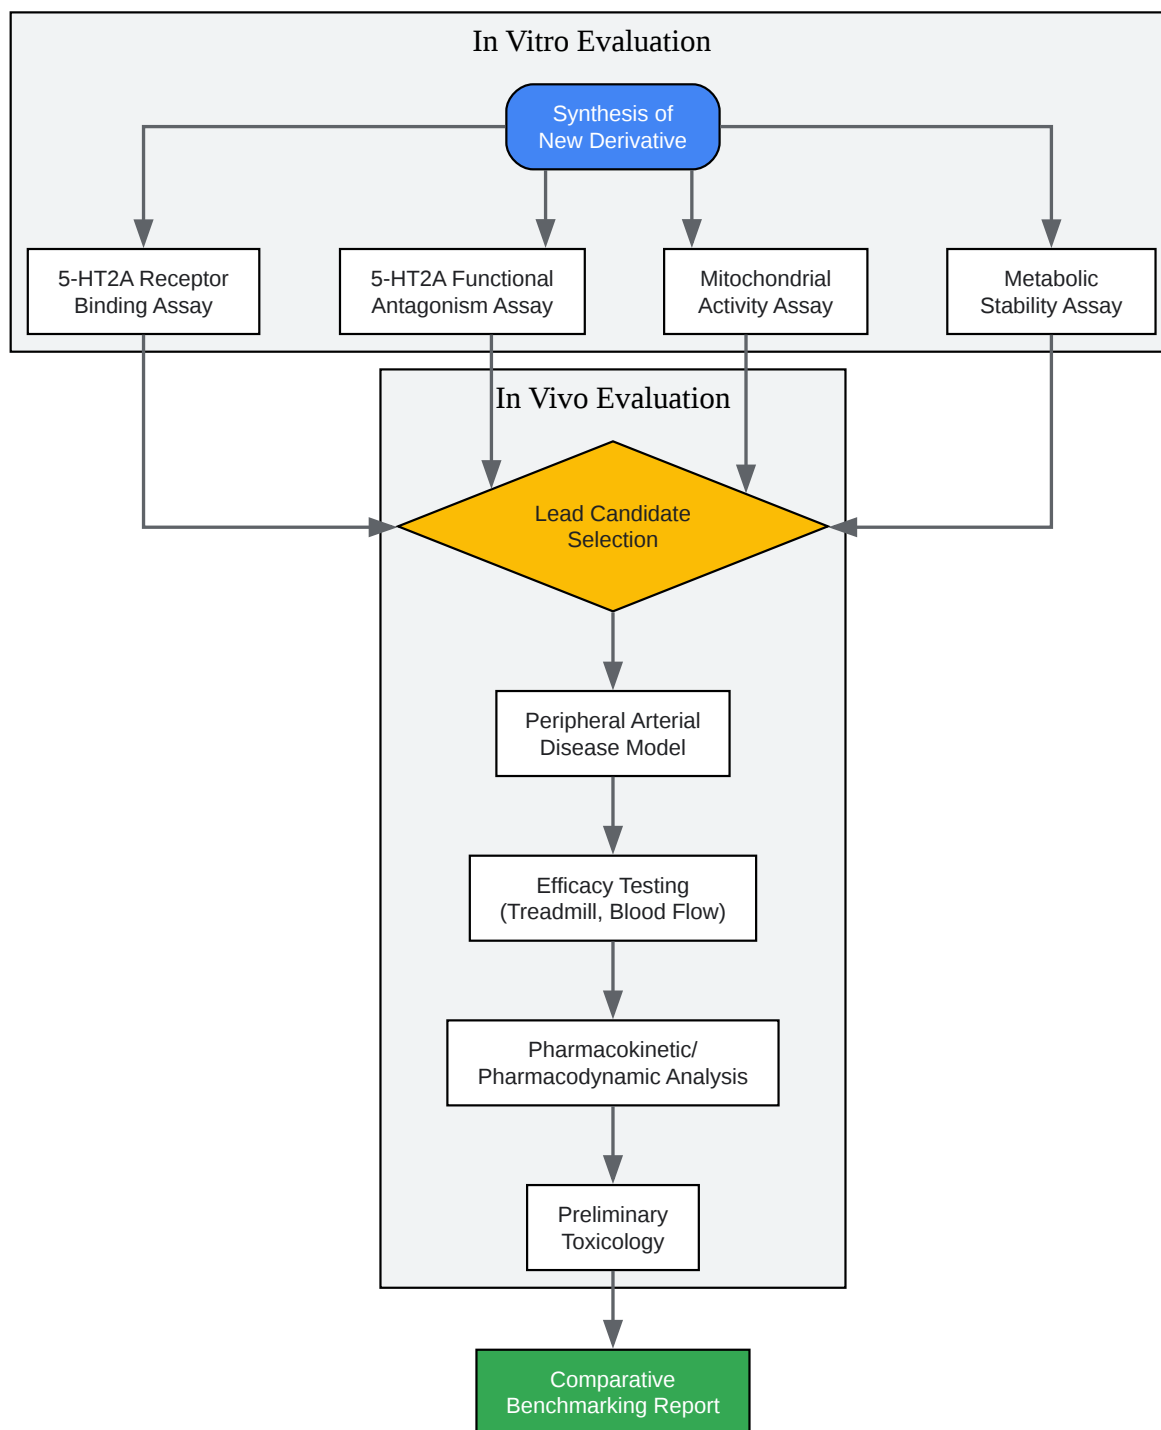 In Vitro Evaluation
Synthesis of
New Derivative
5-HT2A Receptor
Binding Assay
5-HT2A Functional
Antagonism Assay
Mitochondrial
Activity Assay
Metabolic
Stability Assay
In Vivo Evaluation
Lead Candidate
Selection
Peripheral Arterial
Disease Model
Efficacy Testing
(Treadmill, Blood Flow)
Pharmacokinetic/
Pharmacodynamic Analysis
Preliminary
Toxicology
Comparative
Benchmarking Report